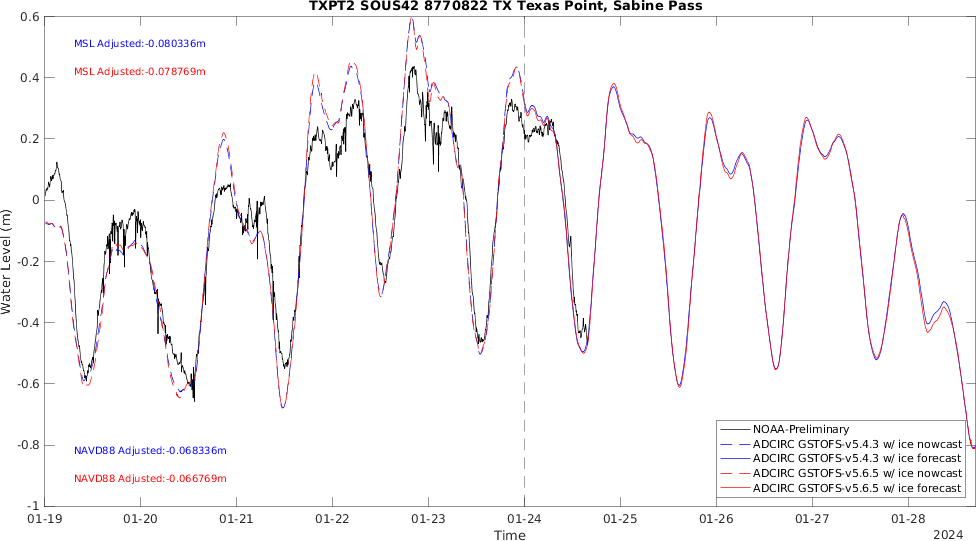 TXPT2 SOUS42 8770822 TX Texas Point, Sabine Pass
0.6
0.4
0.2
0
-0.2
-0.4
-0.6
-0.8
-1
Water Level (m)
MSL Adjusted:-0.080336m
MSL Adjusted:-0.078769m
NAVD88 Adjusted:-0.068336m
NAVD88 Adjusted:-0.066769m
NOAA-Preliminary
ADCIRC GSTOFS-v5.4.3 w/ ice nowcast
ADCIRC GSTOFS-v5.4.3 w/ ice forecast
ADCIRC GSTOFS-v5.6.5 w/ ice nowcast
ADCIRC GSTOFS-v5.6.5 w/ ice forecast
01-19 01-20 01-21 01-22 01-23 01-24 01-25 01-26 01-27 01-28
Time
2024